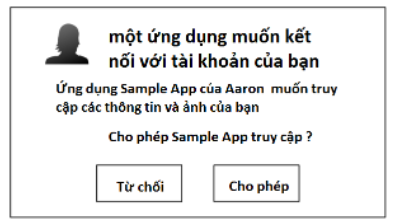 một ứng dụng muốn kết
nối với tài khoản của bạn
Ứng dụng Sample App của Aaron muốn truy
cập các thông tin và ảnh của bạn
Cho phép Sample App truy cập ?
Từ chối
Cho phép